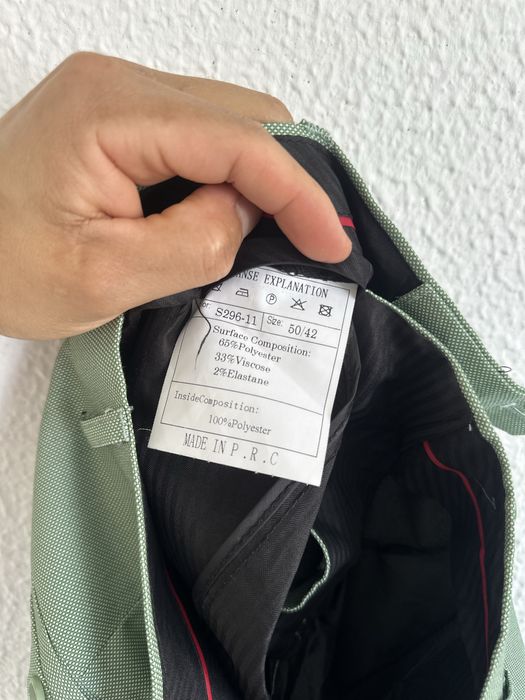 EXPLANATION
P
S296-11 Size: 50/42
Surface Composition:
65%Polyester
33%Viscose
2%Elastane
InsideComposition:
100%Polyester
MADE IN P.R.C